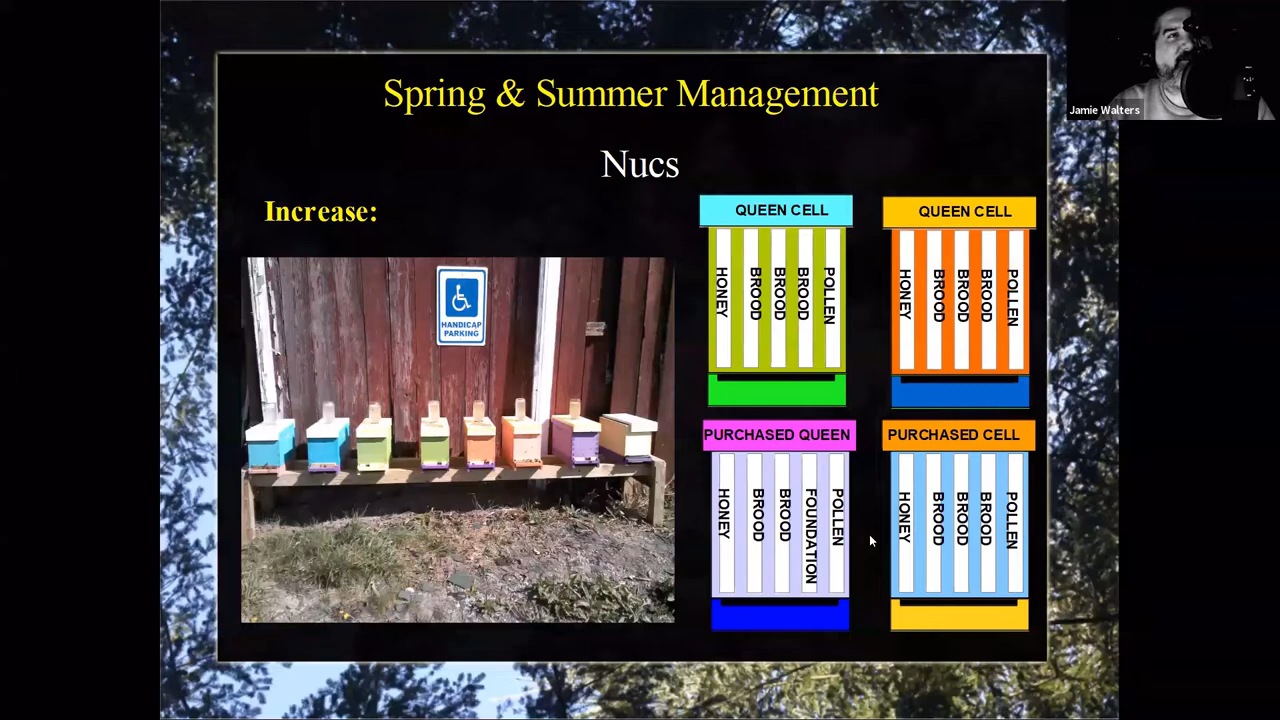 Spring & Summer Management
Jamie Walters
Nucs
Increase:
HANDICAP
PARKING
QUEEN CELL
HONEY
BROOD
BROOD
BROOD
POLLEN
QUEEN CELL
HONEY
BROOD
BROOD
BROOD
POLLEN
PURCHASED QUEEN
HONEY
BROOD
BROOD
FOUNDATION
POLLEN
PURCHASED CELL
HONEY
BROOD
BROOD
BROOD
POLLEN